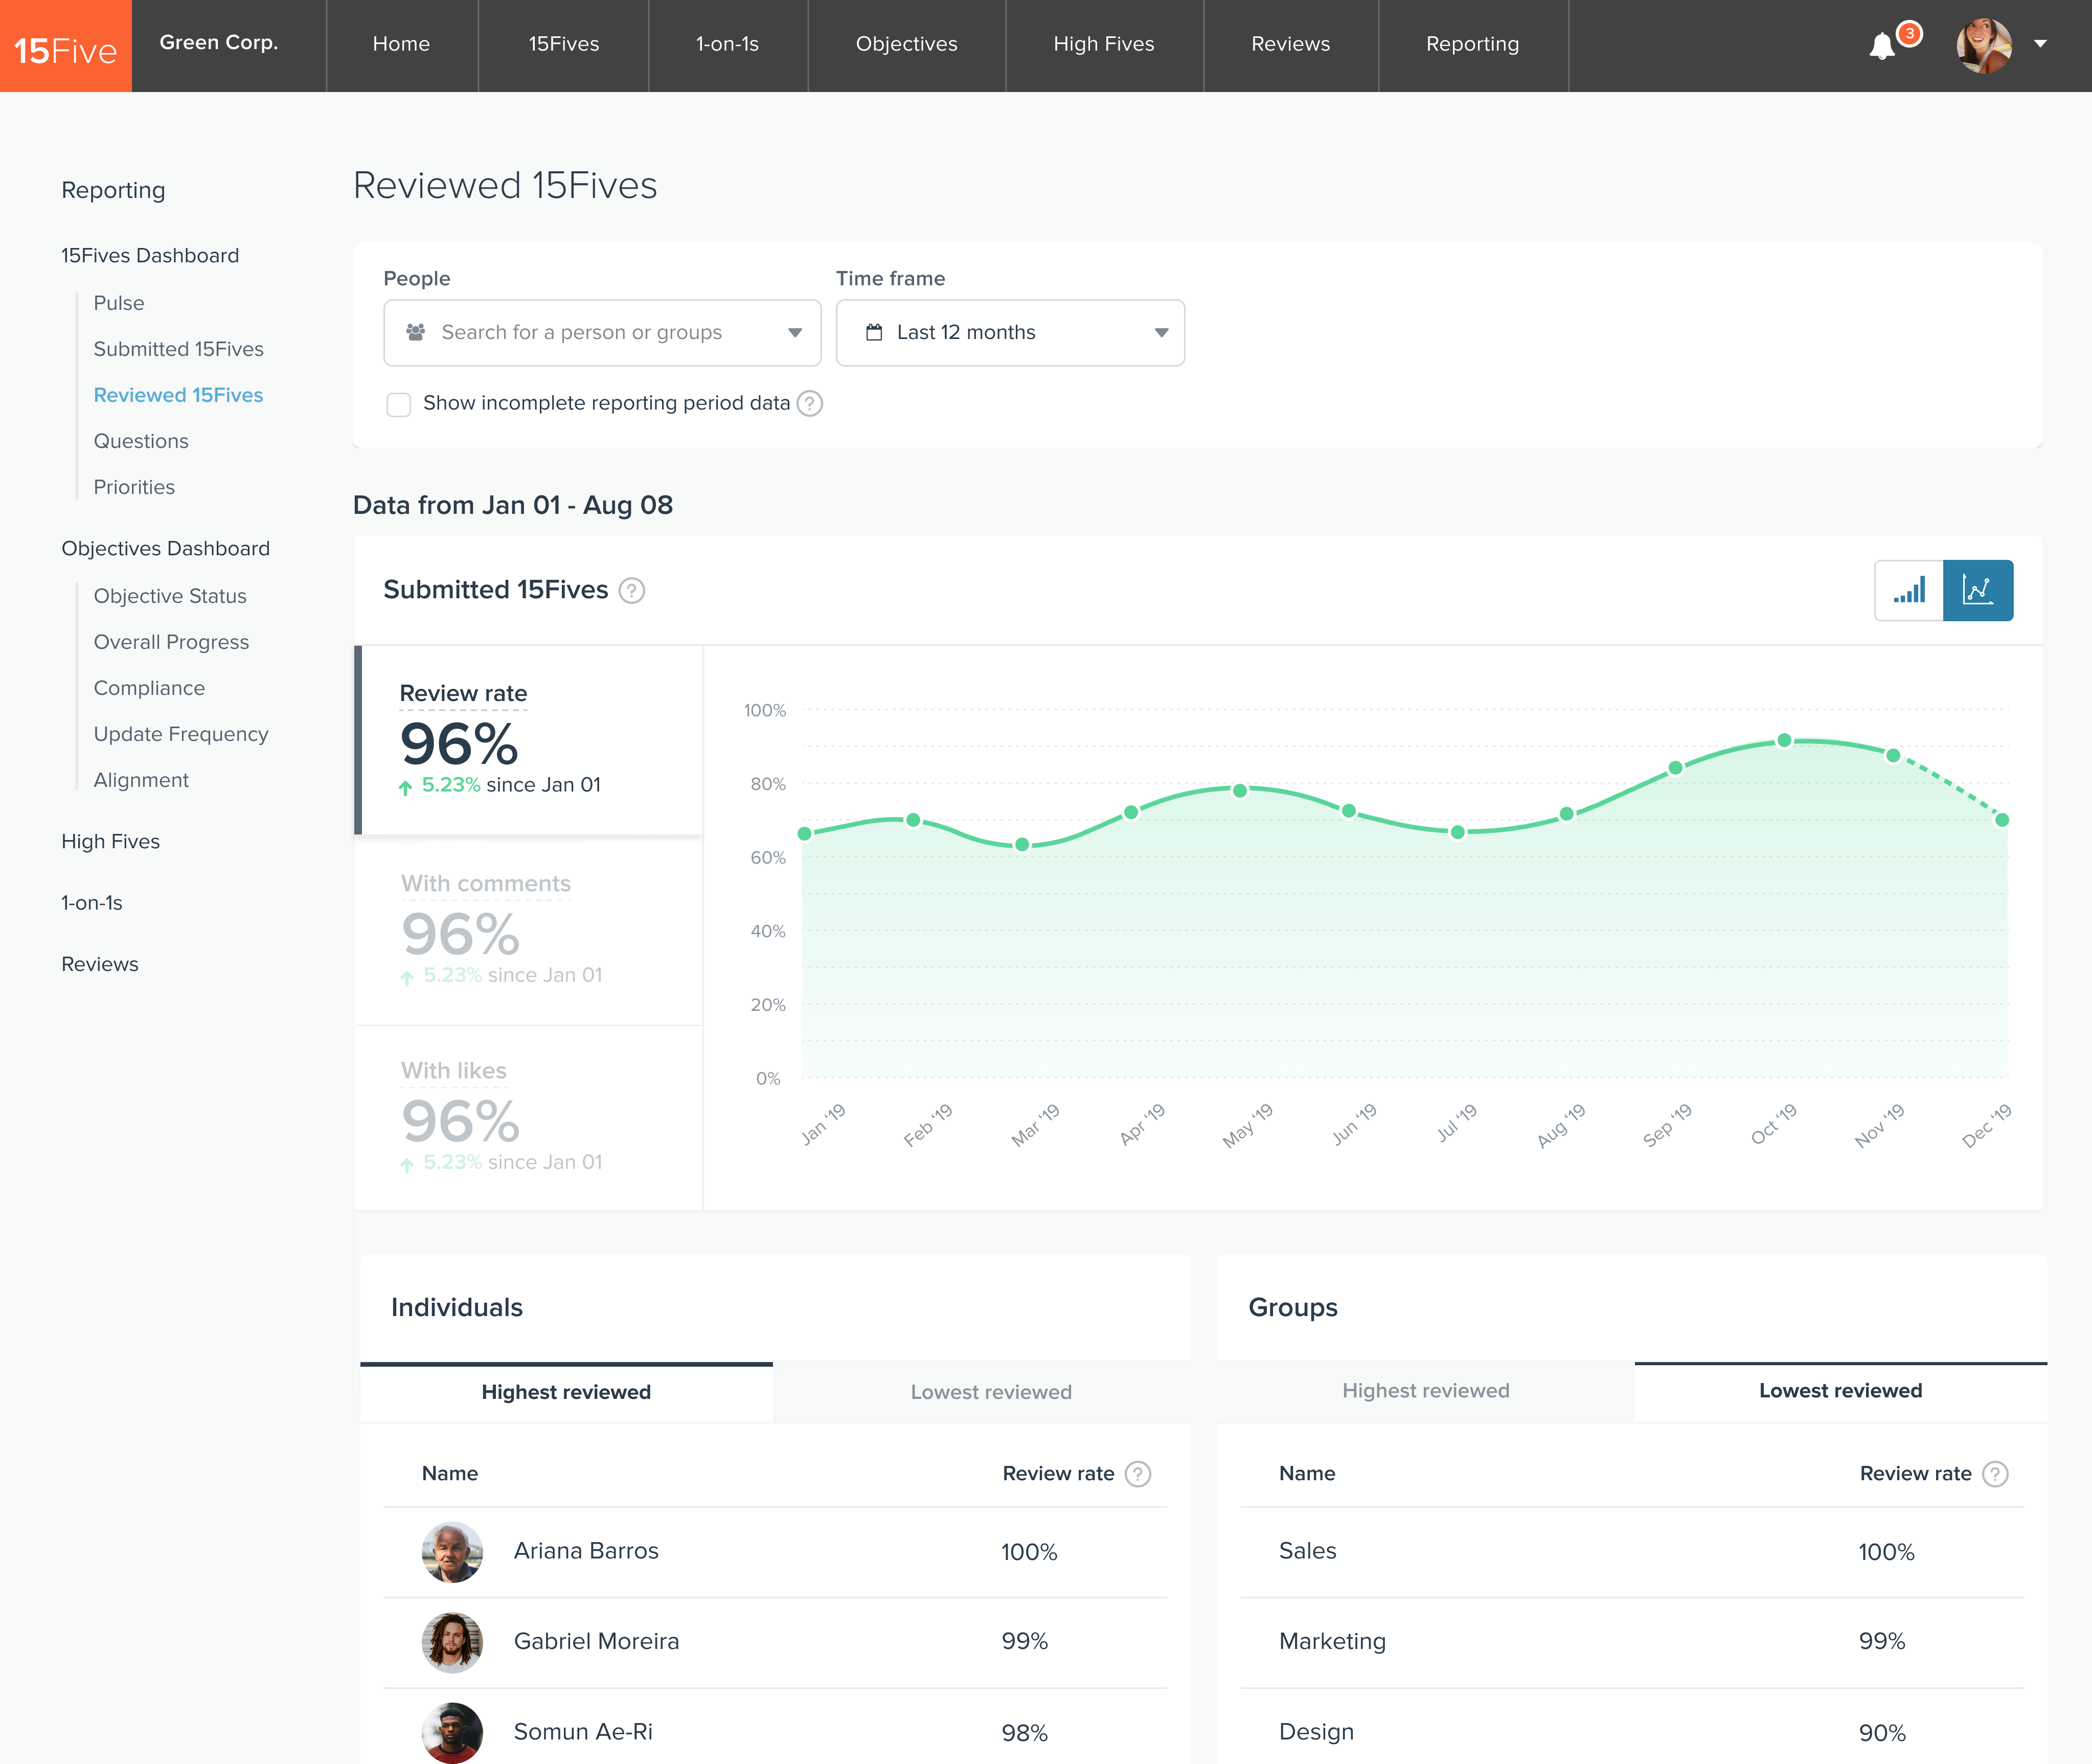 15Five
Green Corp.
Home
15Fives
1-on-1s
Objectives
High Fives
Reviews
Reporting
3
Reporting
15Fives Dashboard
Pulse
Submitted 15Fives
Reviewed 15Fives
Questions
Priorities
Objectives Dashboard
Objective Status
Overall Progress
Compliance
Update Frequency
Alignment
High Fives
1-on-1s
Reviews
Reviewed 15Fives
People
Time frame
Search for a person or groups
Last 12 months
Show incomplete reporting period data ?
Data from Jan 01 - Aug 08
Submitted 15Fives ?
Review rate
96%
5.23% since Jan 01
With comments
96%
5.23% since Jan 01
With likes
96%
5.23% since Jan 01
100%
80%
60%
40%
20%
0%
Jan ‘19
Feb ‘19
Mar ‘19
Apr ‘19
May ‘19
Jun ‘19
Jul ‘19
Aug ‘19
Sep ‘19
Oct ‘19
Nov ‘19
Dec ‘19
Individuals
Highest reviewed
Lowest reviewed
Name
Review rate ?
Ariana Barros
100%
Gabriel Moreira
99%
Somun Ae-Ri
98%
Groups
Highest reviewed
Lowest reviewed
Name
Review rate ?
Sales
100%
Marketing
99%
Design
90%